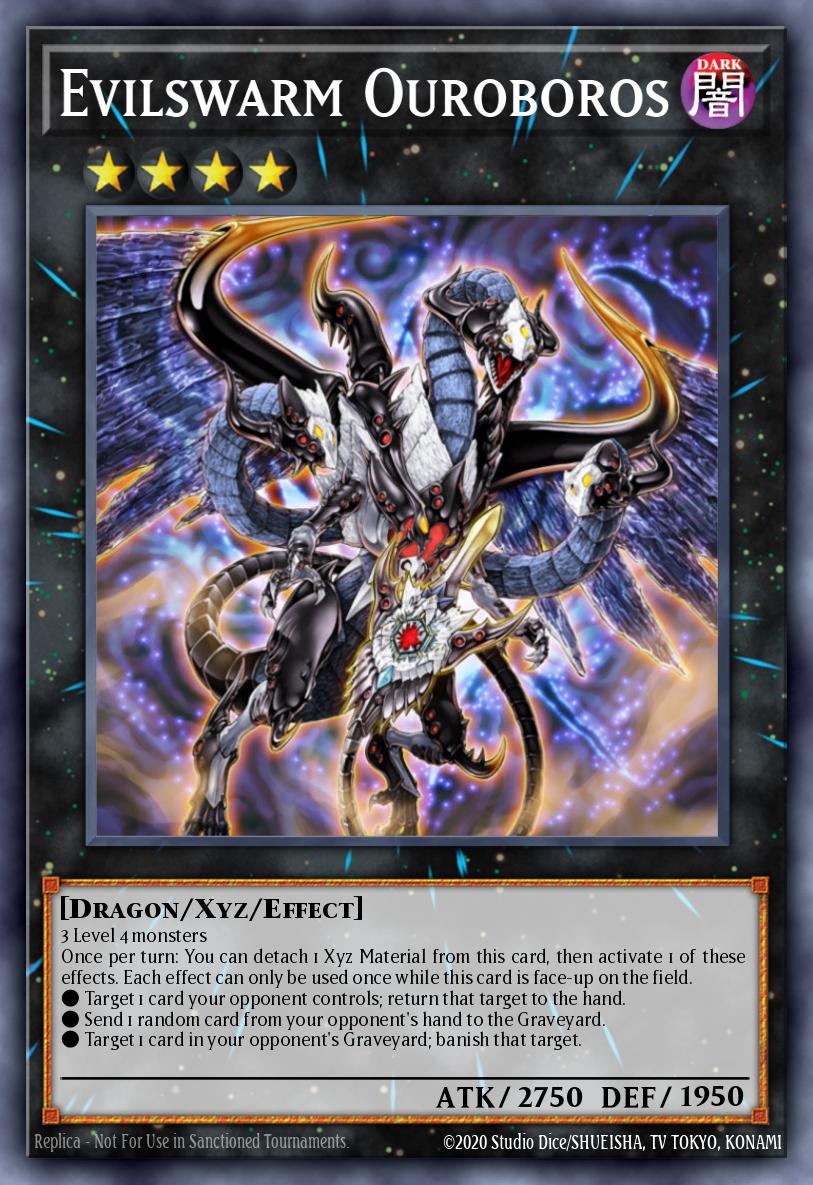 Evilswarm Ouroboros
DARK
闇
[Dragon/Xyz/Effect]
3 Level 4 monsters
Once per turn: You can detach 1 Xyz Material from this card, then activate 1 of these
effects. Each effect can only be used once while this card is face-up on the field.
● Target 1 card your opponent controls; return that target to the hand.
● Send 1 random card from your opponent's hand to the Graveyard.
● Target 1 card in your opponent's Graveyard; banish that target.
ATK/ 2750 DEF/ 1950
Replica - Not For Use in Sanctioned Tournaments.
©2020 Studio Dice/SHUEISHA, TV TOKYO, KONAMI